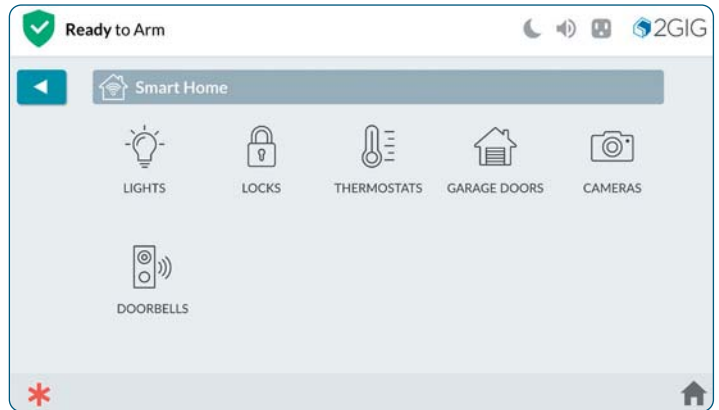 Ready to Arm
2GIG
Smart Home
LIGHTS LOCKS THERMOSTATS GARAGE DOORS CAMERAS
DOORBELLS